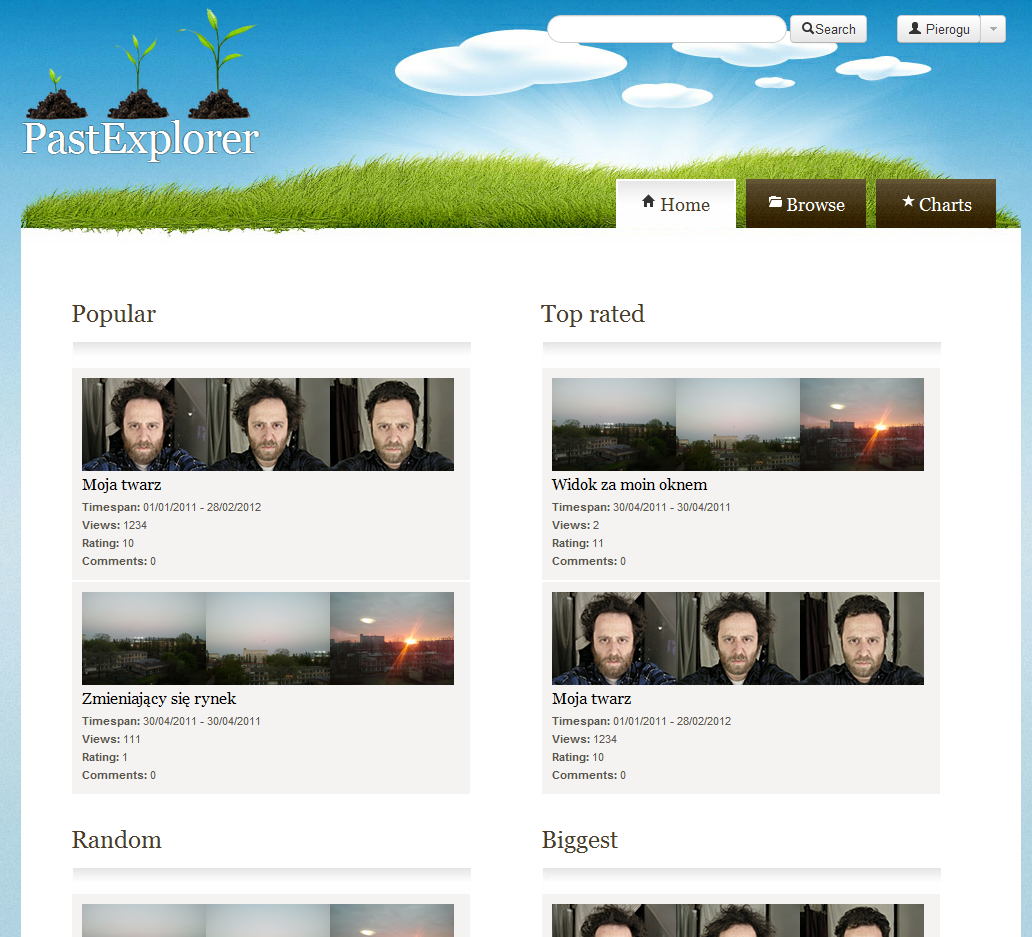 Search
Pierogu
PastExplorer
Home
Browse
Charts
Popular
Moja twarz
Timespan: 01/01/2011 - 28/02/2012
Views: 1234
Rating: 10
Comments: 0
Zmieniający się rynek
Timespan: 30/04/2011 - 30/04/2011
Views: 111
Rating: 1
Comments: 0
Top rated
Widok za moin oknem
Timespan: 30/04/2011 - 30/04/2011
Views: 2
Rating: 11
Comments: 0
Moja twarz
Timespan: 01/01/2011 - 28/02/2012
Views: 1234
Rating: 10
Comments: 0
Random
Biggest